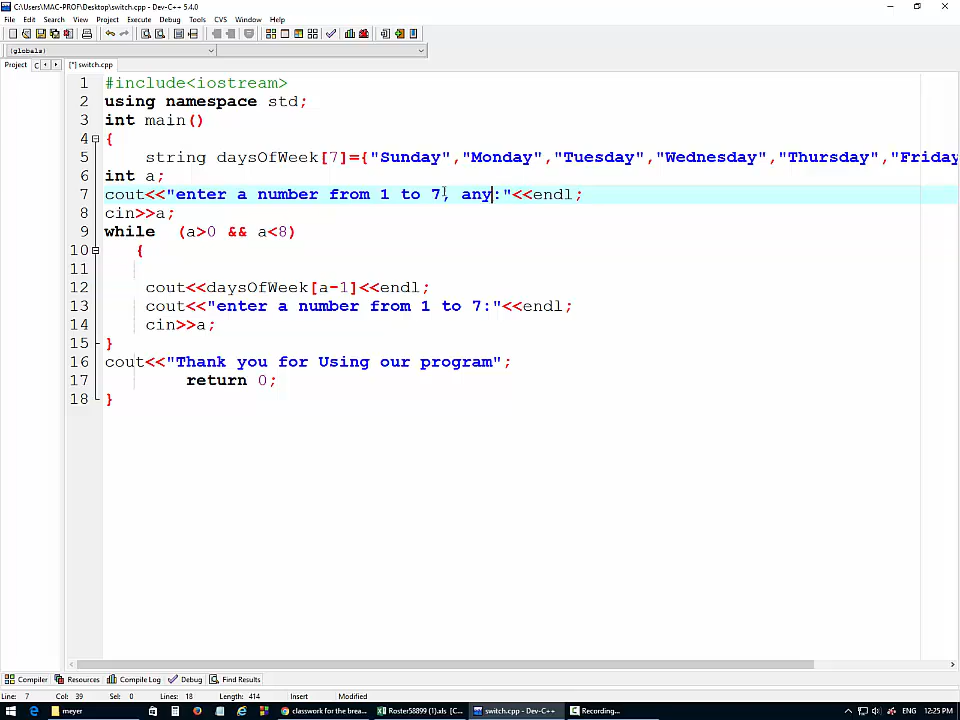 C:\Users\MAC-PROF\Desktop\switch.cpp - Dev-C++ 5.4.0
File Edit Search View Project Execute Debug Tools CVS Window Help
(globals)
Project C [*] switch.cpp
1 #include<iostream>
2 using namespace std;
3 int main()
4 {
5 string daysOfWeek[7]={"Sunday","Monday","Tuesday","Wednesday","Thursday","Friday
6 int a;
7 cout<<"enter a number from 1 to 7, any:"<<endl;
8 cin>>a;
9 while (a>0 && a<8)
10 {
11
12 cout<<daysOfWeek[a-1]<<endl;
13 cout<<"enter a number from 1 to 7:"<<endl;
14 cin>>a;
15 }
16 cout<<"Thank you for Using our program";
17 return 0;
18 }
Compiler Resources Compile Log Debug Find Results
Line: 7 Col: 39 Sel: 0 Lines: 18 Length: 414 Insert Modified
meyer classwork for the brea... Roster58899 (1).xls [C... switch.cpp - Dev-C++ ... Recording... ENG 12:25 PM